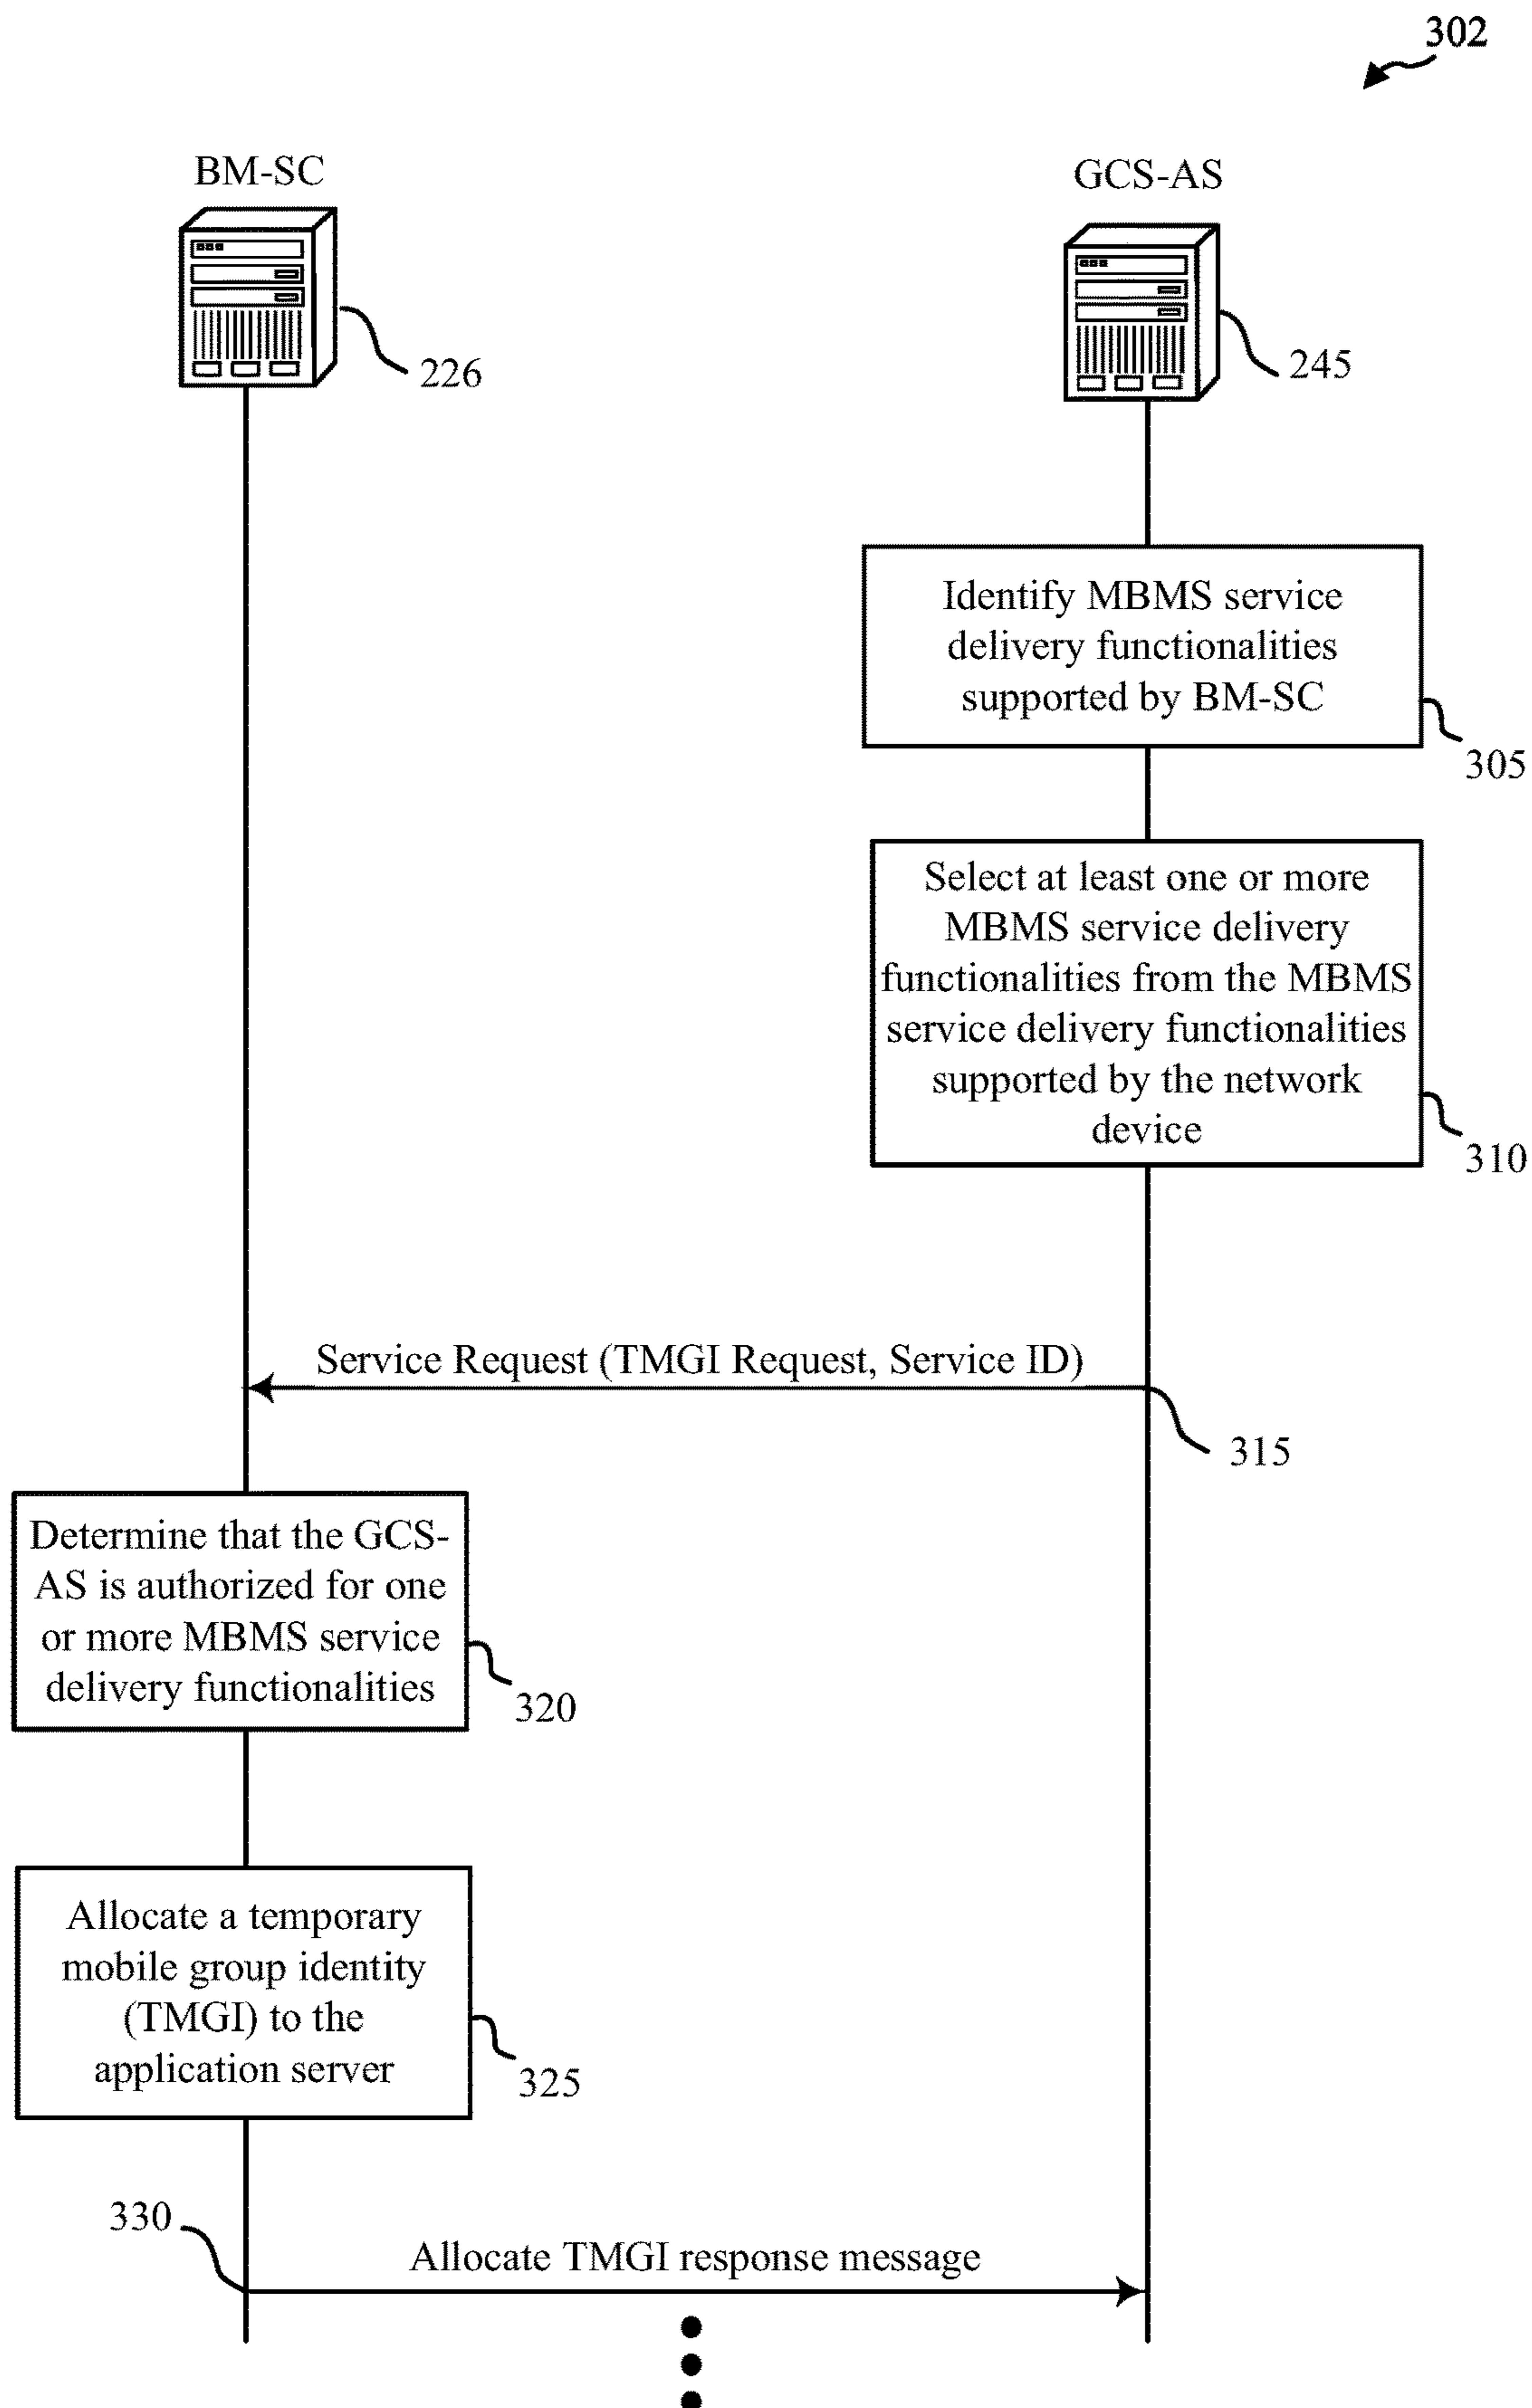 302
BM-SC
GCS-AS
226
245
Identify MBMS service
delivery functionalities
supported by BM-SC
305
Select at least one or more
MBMS service delivery
functionalities from the MBMS
service delivery functionalities
supported by the network
device
310
Service Request (TMGI Request, Service ID)
315
Determine that the GCS-
AS is authorized for one
or more MBMS service
delivery functionalities
320
Allocate a temporary
mobile group identity
(TMGI) to the
application server
325
330
Allocate TMGI response message